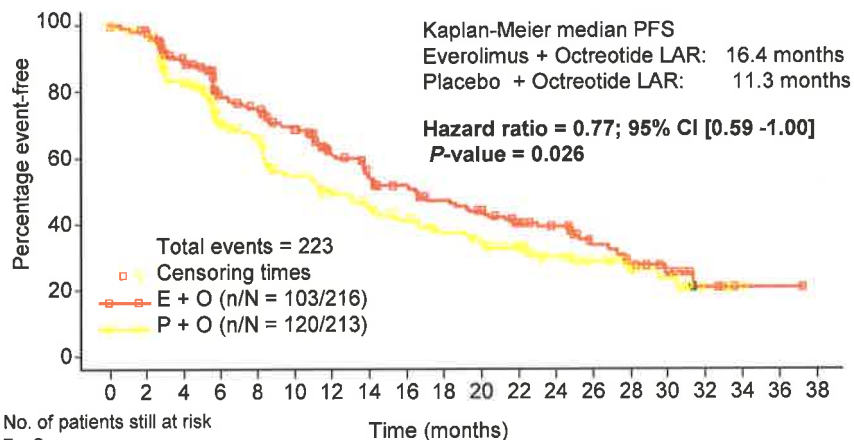 Kaplan-Meier median PFS
Everolimus + Octreotide LAR: 16.4 months
Placebo + Octreotide LAR: 11.3 months
Hazard ratio = 0.77; 95% CI [0.59 -1.00]
P-value = 0.026
Percentage event-free
100
80
60
40
20
0
Total events = 223
Censoring times
E + O (n/N = 103/216)
P + O (n/N = 120/213)
0 2 4 6 8 10 12 14 16 18 20 22 24 26 28 30 32 34 36 38
No. of patients still at risk
Time (months)